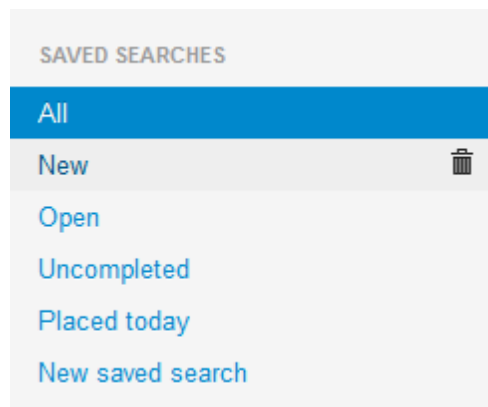 SAVED SEARCHES
All
New
Open
Uncompleted
Placed today
New saved search